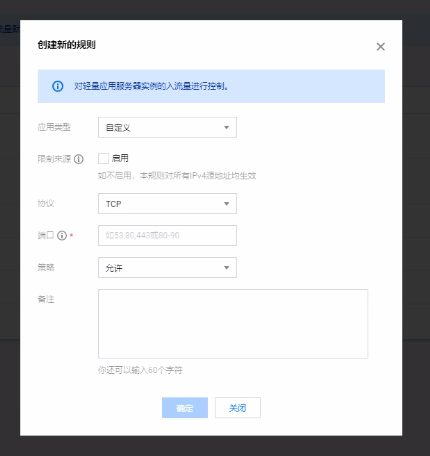 创建新的规则
对轻量应用服务器实例的入流量进行控制。
应用类型 自定义
限制来源 启用
如不启用，本规则对所有IPv4源地址均生效
协议 TCP
端口 * 如53,80,443或80-90
策略 允许
备注
你还可以输入60个字符
确定 关闭